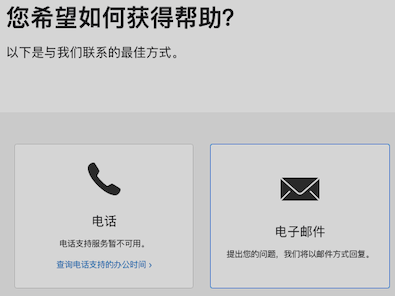 您希望如何获得帮助?
以下是与我们联系的最佳方式。
电话
电话支持服务暂不可用。
查询电话支持的办公时间 ›
电子邮件
提出您的问题，我们将以邮件方式回复。